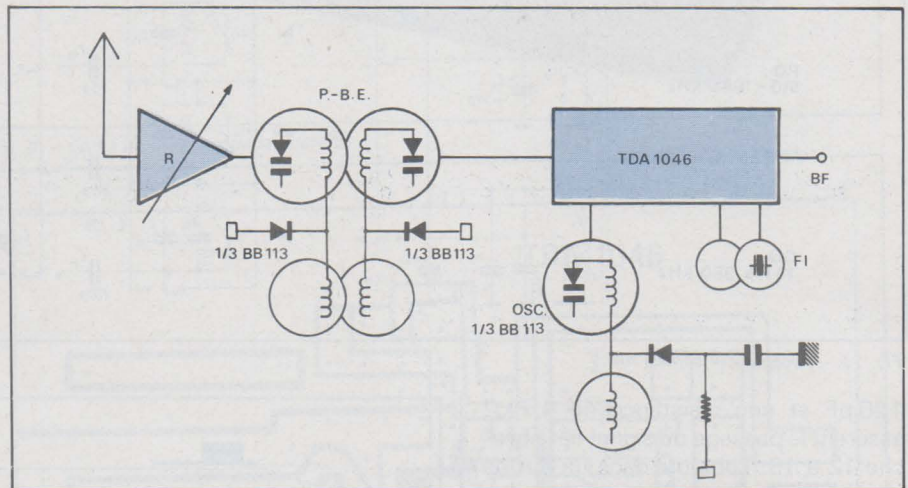 P.-B.E.
R
TDA 1046
BF
1/3 BB 113
1/3 BB 113
FI
OSC.
1/3 BB 113